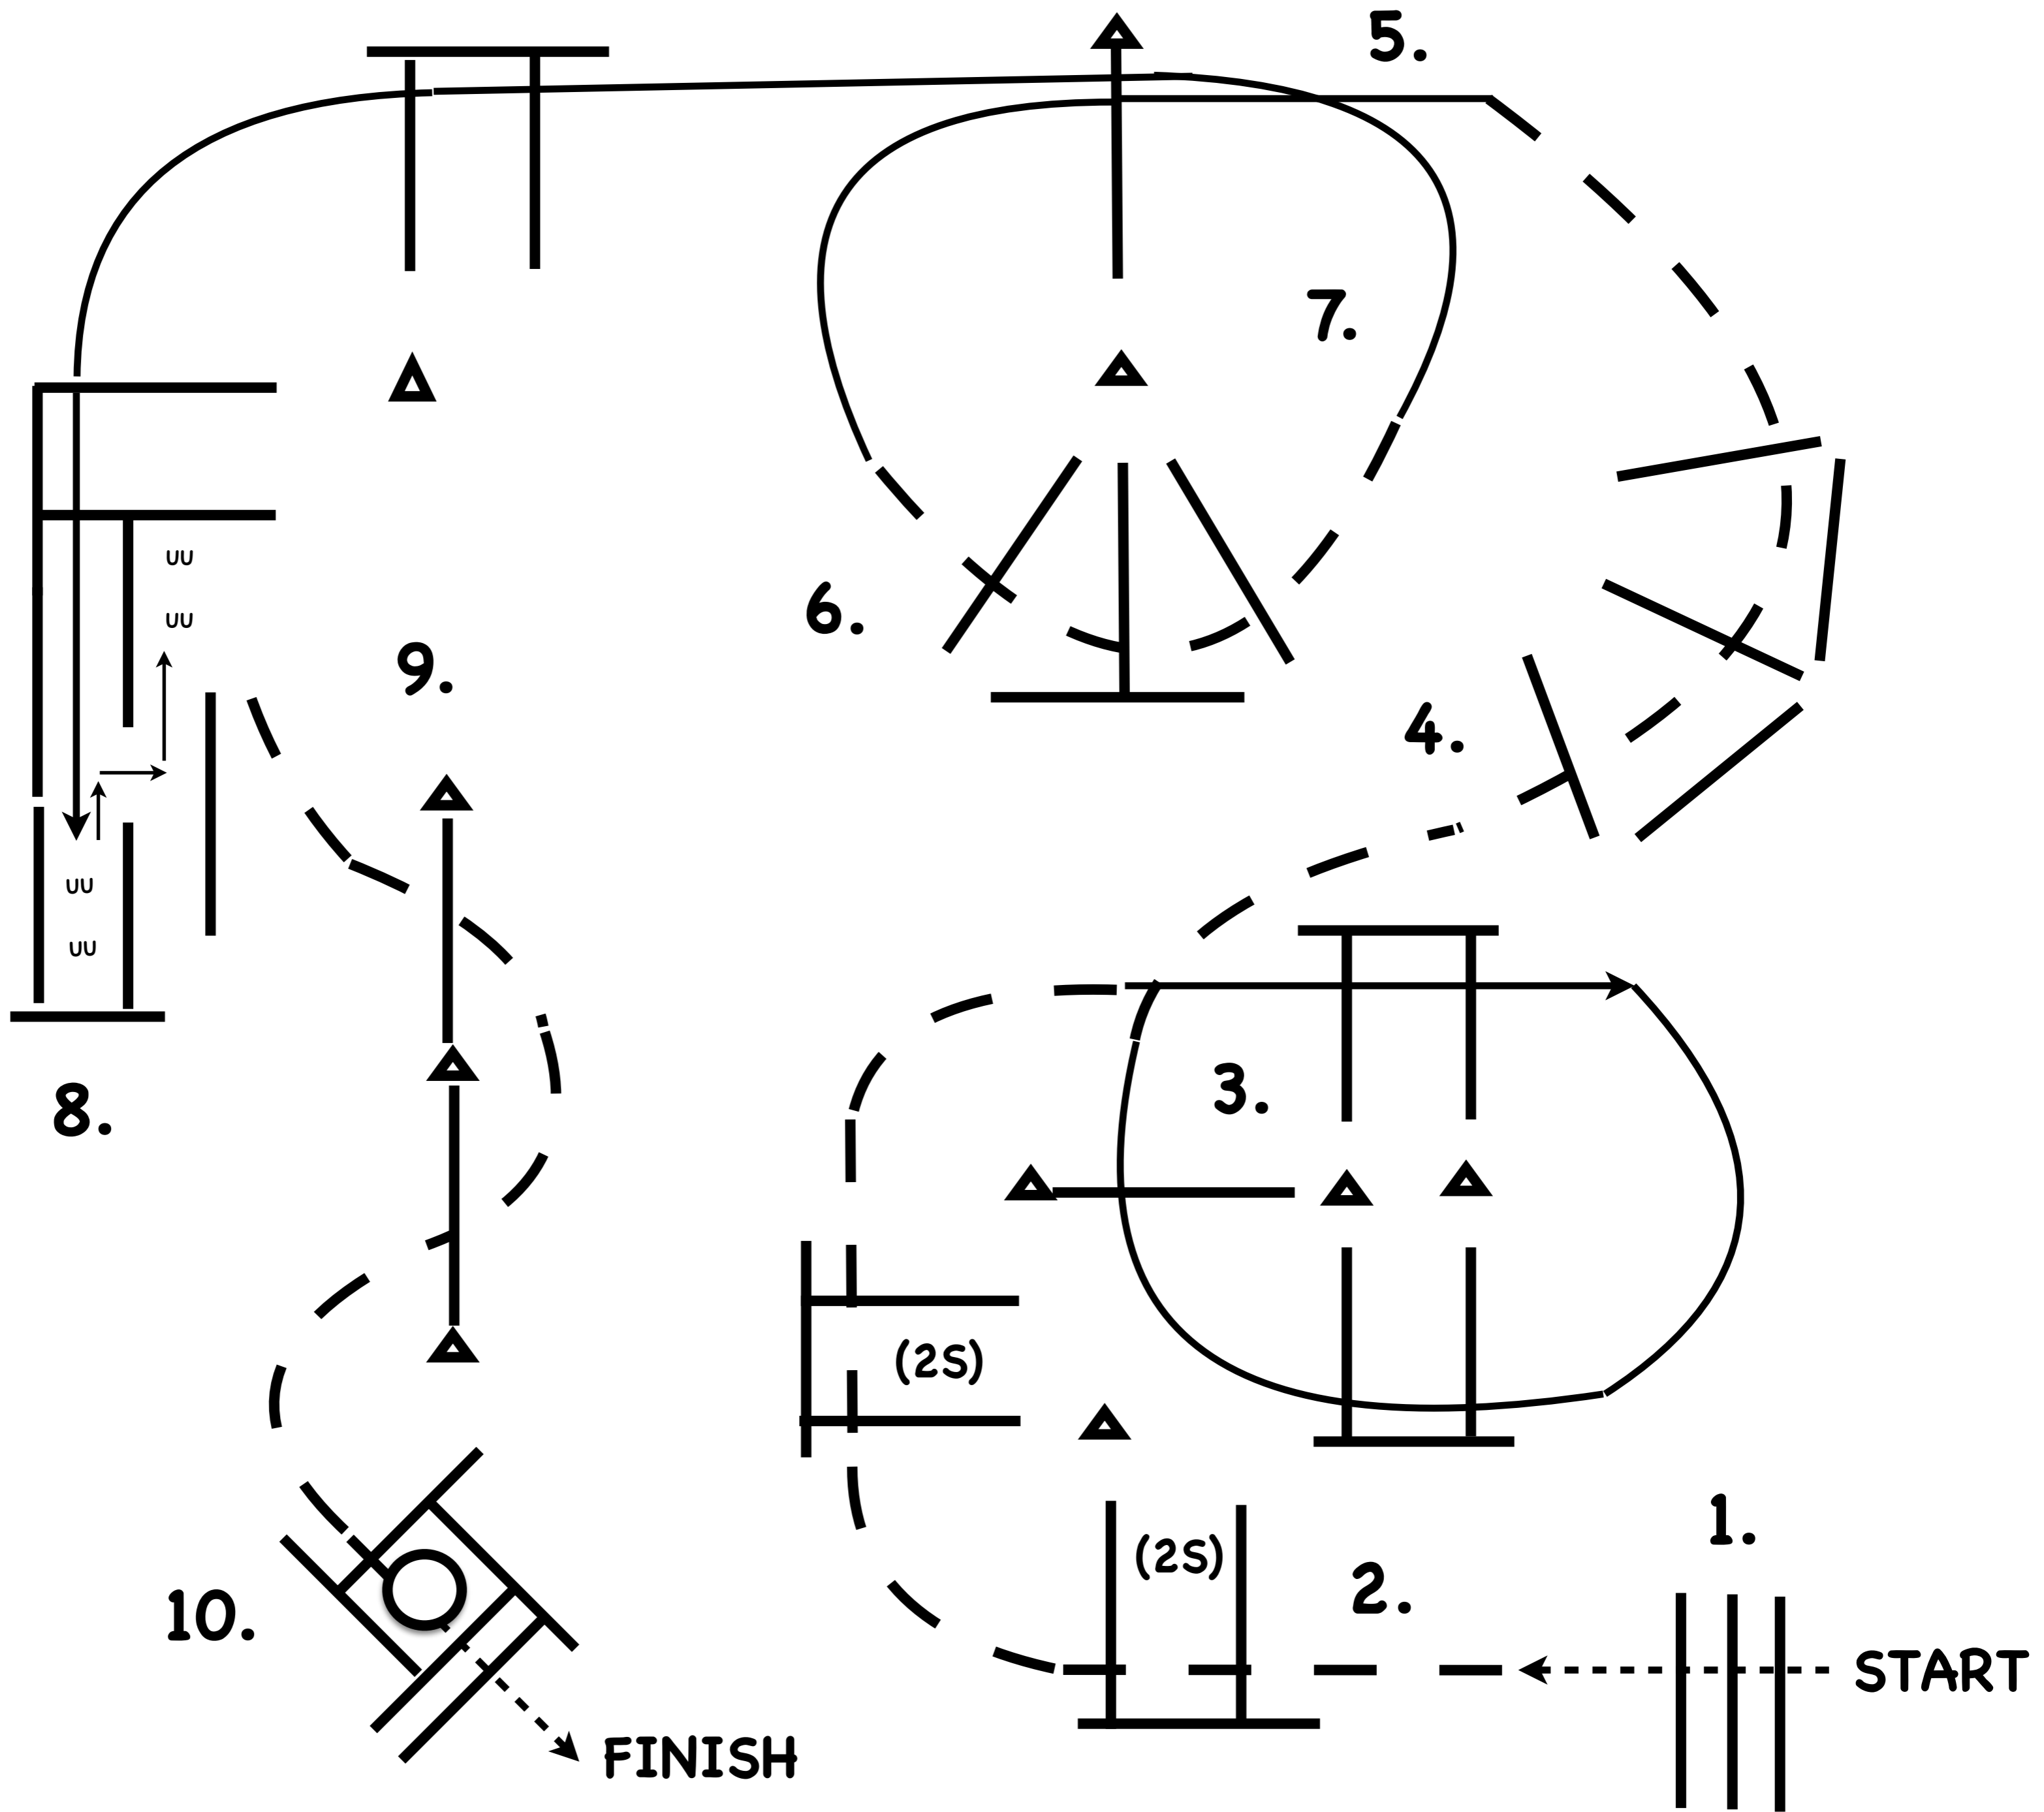 5.
7.
6.
9.
4.
UU
UU
UU
UU
8.
3.
(2S)
(2S)
1.
2.
10.
START
FINISH